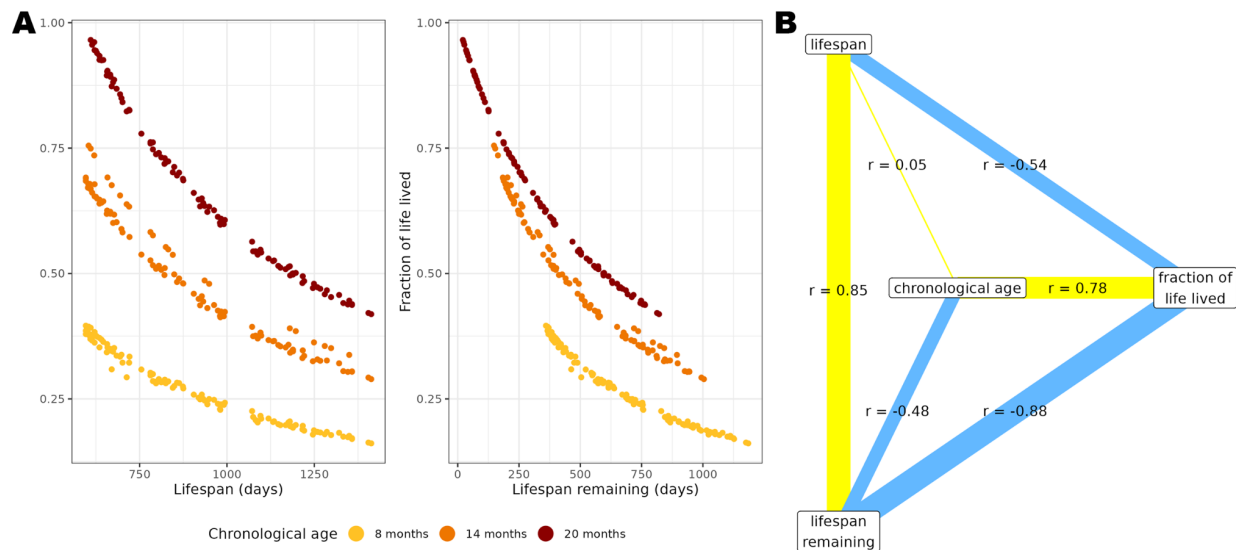 A
B
1.00
0.75
0.50
0.25
750
1000
1250
Lifespan (days)
Fraction of life lived
1.00
0.75
0.50
0.25
0
250
500
750
1000
Lifespan remaining (days)
Chronological age
8 months
14 months
20 months
lifespan
r = 0.05
r = -0.54
chronological age
r = 0.78
fraction of
life lived
r = 0.85
r = -0.48
r = -0.88
lifespan
remaining